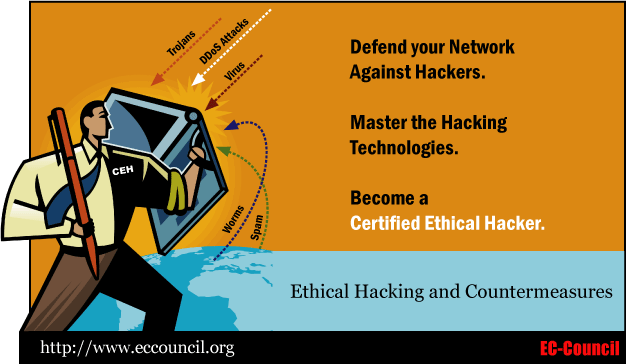 Trojans
DDoS Attacks
Virus
Defend your Network
Against Hackers.
Master the Hacking
Technologies.
Become a
Certified Ethical Hacker.
CEH
Worms
Spam
Ethical Hacking and Countermeasures
http://www.eccouncil.org
EC-Council